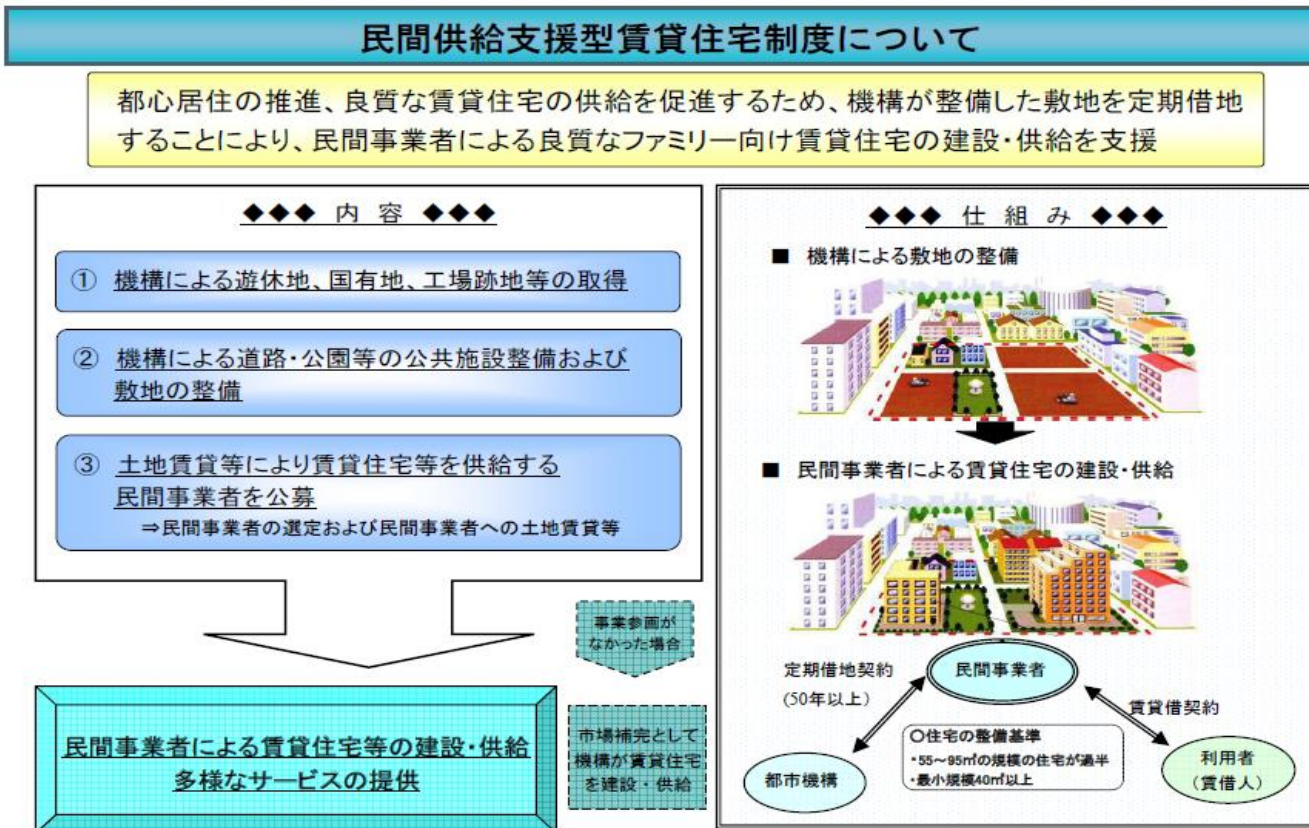 民間供給支援型賃貸住宅制度について
都心居住の推進、良質な賃貸住宅の供給を促進するため、機構が整備した敷地を定期借地
することにより、民間事業者による良質なファミリー向け賃貸住宅の建設・供給を支援
◆◆◆ 内 容 ◆◆◆
① 機構による遊休地、国有地、工場跡地等の取得
② 機構による道路・公園等の公共施設整備および
敷地の整備
③ 土地賃貸等により賃貸住宅等を供給する
民間事業者を公募
⇒民間事業者の選定および民間事業者への土地賃貸等
事業参画が
なかった場合
民間事業者による賃貸住宅等の建設・供給
多様なサービスの提供
市場補完として
機構が賃貸住宅
を建設・供給
◆◆◆ 仕 組 み ◆◆◆
■ 機構による敷地の整備
■ 民間事業者による賃貸住宅の建設・供給
民間事業者
定期借地契約
(50年以上)
賃貸借契約
○住宅の整備基準
・55～95㎡の規模の住宅が過半
・最小規模40㎡以上
都市機構
利用者
(賃借人)